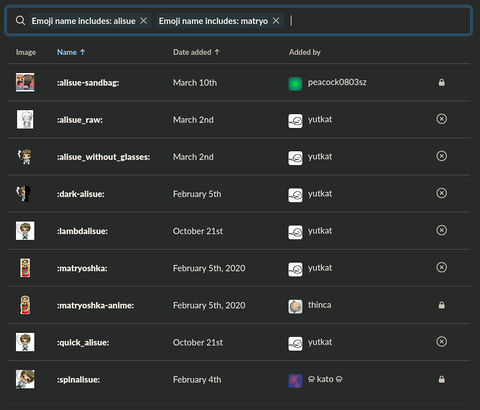 Emoji name includes: alisue Emoji name includes: matryo
Image Name ↑ Date added ↑ Added by
:alisue-sandbag: March 10th peacock0803sz
:alisue_raw: March 2nd yutkat
:alisue_without_glasses: March 2nd yutkat
:dark-alisue: February 5th yutkat
:lambdalisue: October 21st yutkat
:matryoshka: February 5th, 2020 yutkat
:matryoshka-anime: February 5th, 2020 thinca
:quick_alisue: October 21st yutkat
:spinalisue: February 4th kato